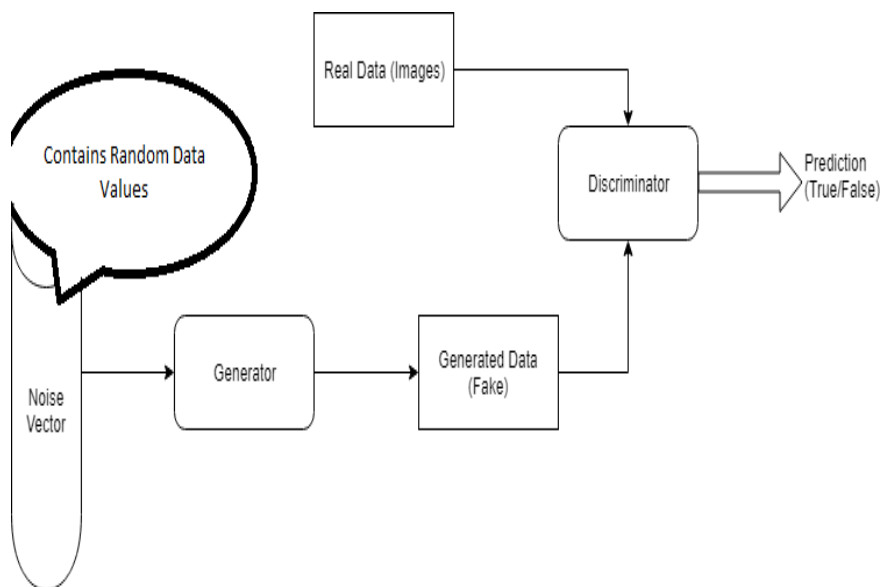 Real Data (Images)
Contains Random Data
Values
Discriminator
Prediction
(True/False)
Noise
Vector
Generator
Generated Data
(Fake)